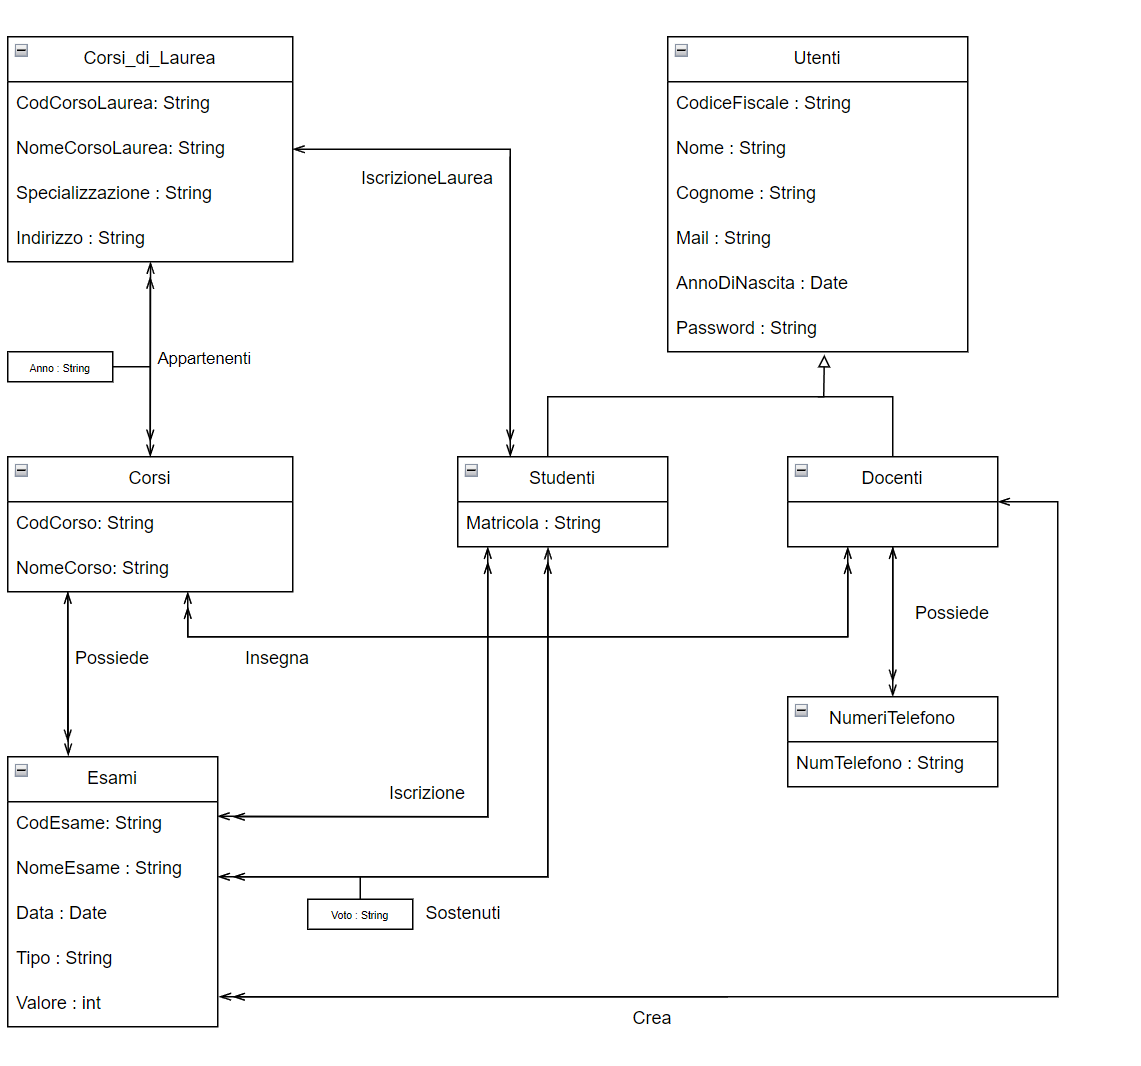 Corsi_di_Laurea
CodCorsoLaurea: String
NomeCorsoLaurea: String
Specializzazione : String
Indirizzo : String
Utenti
CodiceFiscale : String
Nome : String
Cognome : String
Mail : String
AnnoDiNascita : Date
Password : String
IscrizioneLaurea
Anno : String
Appartenenti
Corsi
CodCorso: String
NomeCorso: String
Studenti
Matricola : String
Docenti
Possiede
Insegna
Possiede
NumeriTelefono
NumTelefono : String
Esami
CodEsame: String
NomeEsame : String
Data : Date
Tipo : String
Valore : int
Iscrizione
Voto : String
Sostenuti
Crea